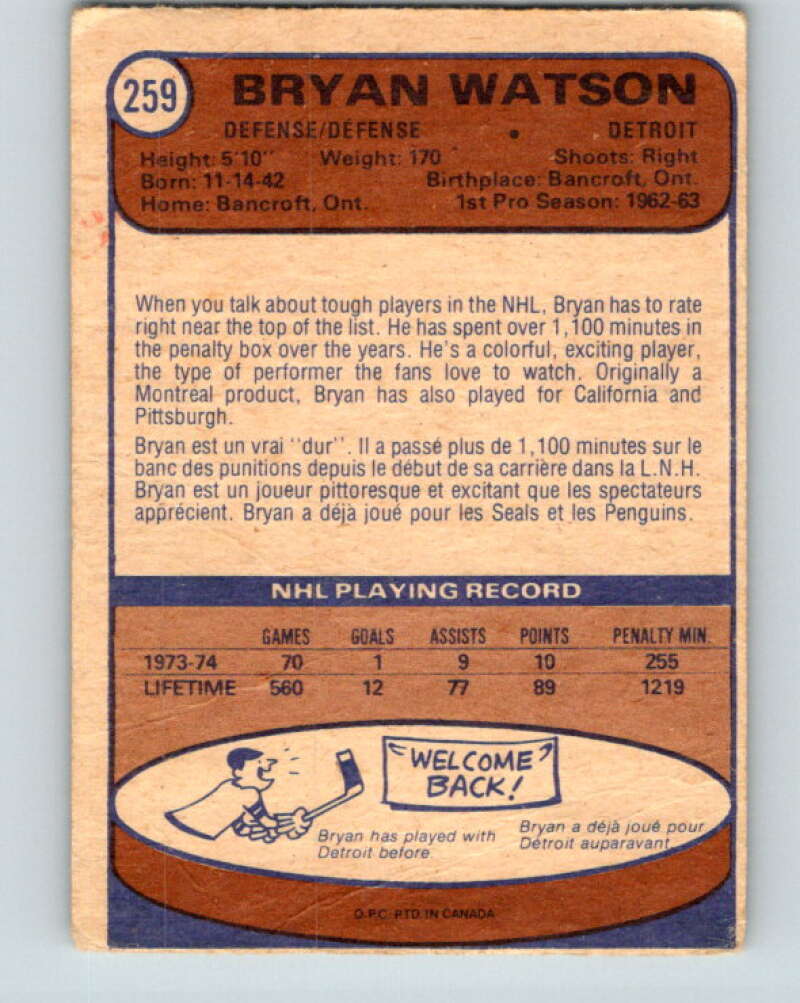 259
BRYAN WATSON
DEFENSE/DÉFENSE • DETROIT
Height: 5'10" Weight: 170 Shoots: Right
Born: 11-14-42 Birthplace: Bancroft, Ont.
Home: Bancroft, Ont. 1st Pro Season: 1962-63
When you talk about tough players in the NHL, Bryan has to rate
right near the top of the list. He has spent over 1,100 minutes in
the penalty box over the years. He's a colorful, exciting player,
the type of performer the fans love to watch. Originally a
Montreal product, Bryan has also played for California and
Pittsburgh.
Bryan est un vrai "dur". Il a passé plus de 1,100 minutes sur le
banc des punitions depuis le début de sa carrière dans la L.N.H.
Bryan est un joueur pittoresque et excitant que les spectateurs
apprécient. Bryan a déjà joué pour les Seals et les Penguins.
NHL PLAYING RECORD
GAMES GOALS ASSISTS POINTS PENALTY MIN.
1973-74 70 1 9 10 255
LIFETIME 560 12 77 89 1219
"WELCOME"
BACK!
Bryan has played with
Detroit before.
Bryan a déjà joué pour
Détroit auparavant.
O.P.C. PTD. IN CANADA